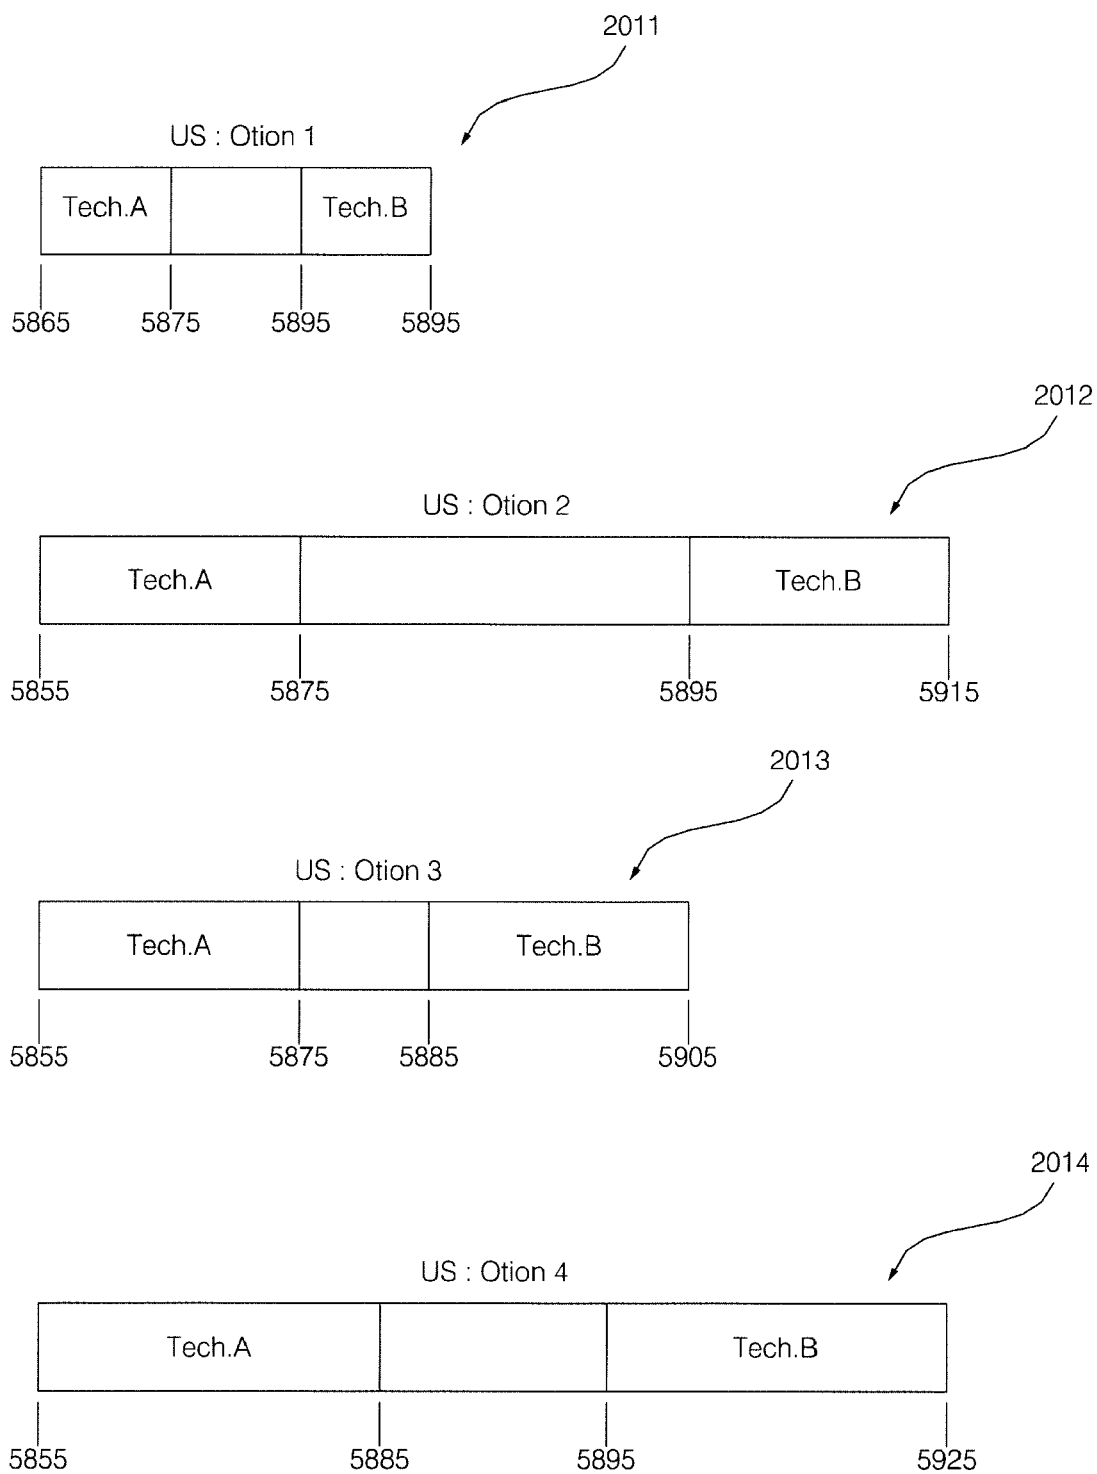 2011
US : Otion 1
Tech.A Tech.B
5865 5875 5895 5895
2012
US : Otion 2
Tech.A Tech.B
5855 5875 5895 5915
2013
US : Otion 3
Tech.A Tech.B
5855 5875 5885 5905
2014
US : Otion 4
Tech.A Tech.B
5855 5885 5895 5925